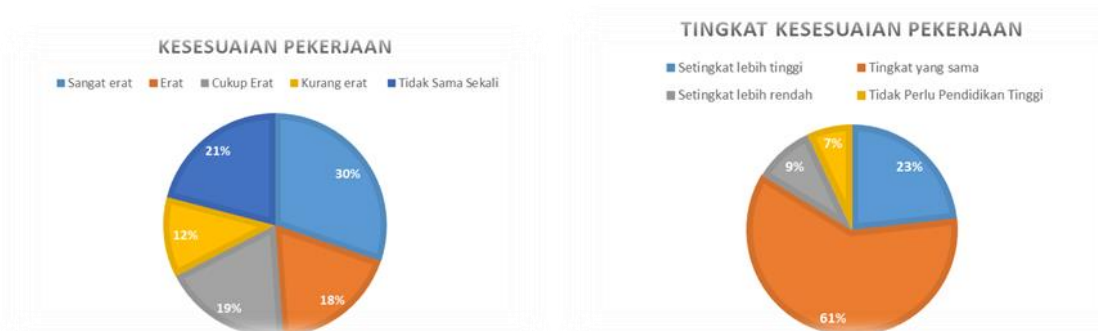 KESESUAIAN PEKERJAAN
Sangat erat Erat Cukup Erat Kurang erat Tidak Sama Sekali
21%
30%
12%
19%
18%
TINGKAT KESESUAIAN PEKERJAAN
Setingkat lebih tinggi Tingkat yang sama
Setingkat lebih rendah Tidak Perlu Pendidikan Tinggi
7%
9%
23%
61%